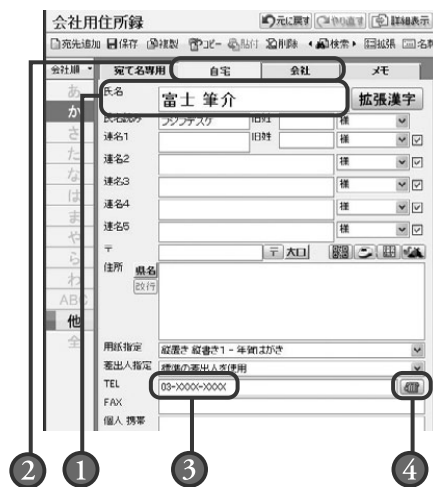 会社用住所録 元に戻す やり直す 詳細表示
宛先追加 保存 複製 コピー 貼付 削除 検索 拡張
会社順 宛て名専用 自宅 会社 メモ
あ
か
さ
た
な
は
ま
や
ら
わ
ABC
他
全
氏名 富士 筆介 拡張漢字
フジフデスケ 旧姓 様
連名1 旧姓 様
連名2 様
連名3 様
連名4 様
連名5 様
〒 〒 大口
住所 県名
改行
用紙指定 縦置き 縦書き1 - 年賀はがき
差出人指定 標準の差出人を使用
TEL 03-XXXX-XXXX
FAX
個人 携帯
2 1 3 4